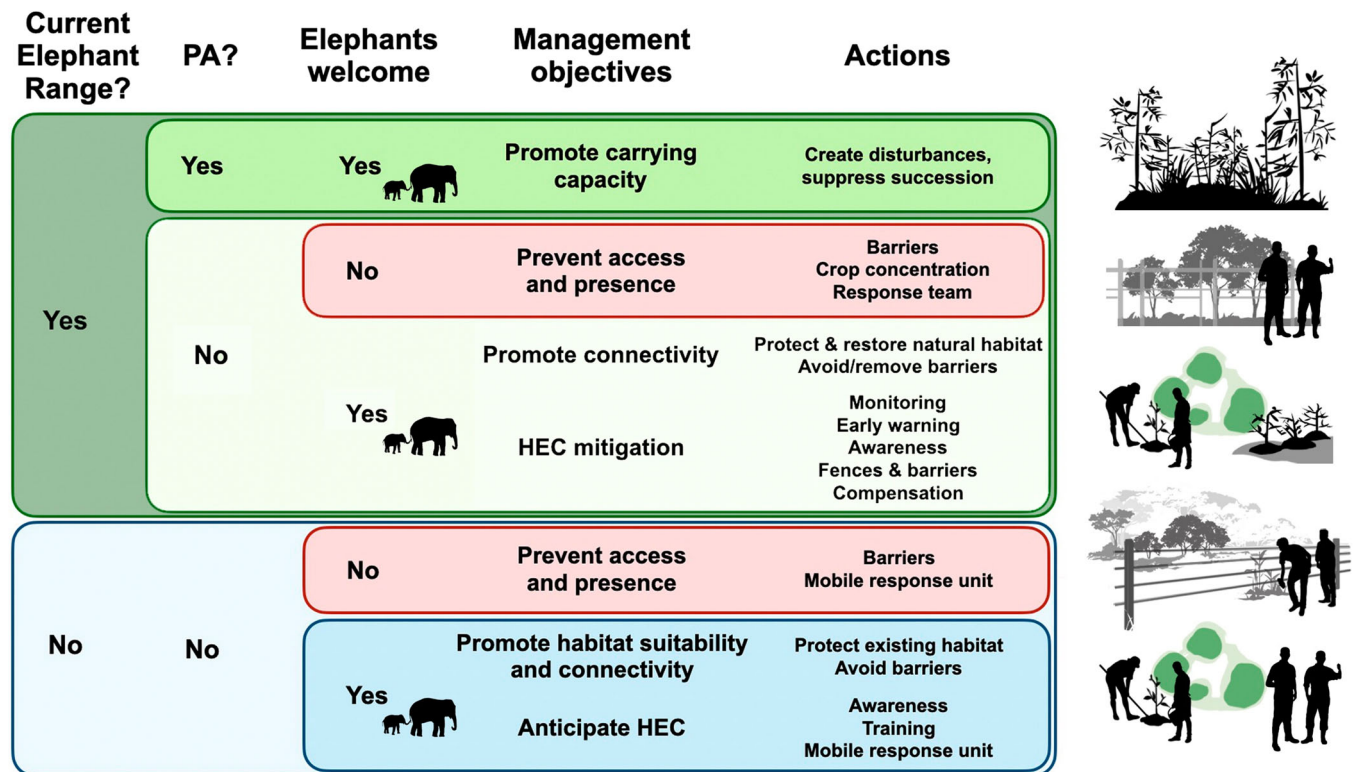 Current
Elephant
Range?
PA?
Elephants
welcome
Management
objectives
Actions
Yes
Yes
Yes
Promote carrying
capacity
Create disturbances,
suppress succession
No
No
Prevent access
and presence
Barriers
Crop concentration
Response team
Yes
Promote connectivity
Protect & restore natural habitat
Avoid/remove barriers
HEC mitigation
Monitoring
Early warning
Awareness
Fences & barriers
Compensation
No
No
No
Prevent access
and presence
Barriers
Mobile response unit
Yes
Promote habitat suitability
and connectivity
Protect existing habitat
Avoid barriers
Anticipate HEC
Awareness
Training
Mobile response unit